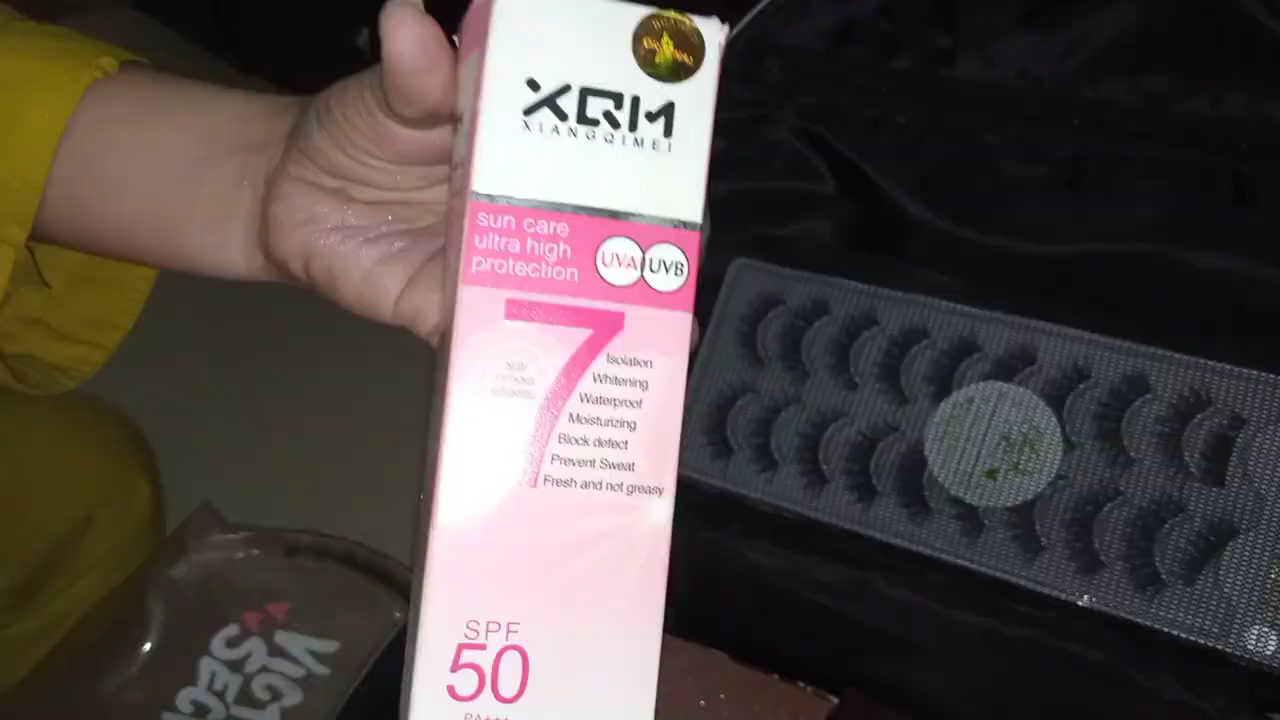 XQM
XIANGQIMEI
sun care
ultra high
protection
UVA UVB
7
Isolation
Whitening
Waterproof
Moisturizing
Block defect
Prevent Sweat
Fresh and not greasy
SPF
50